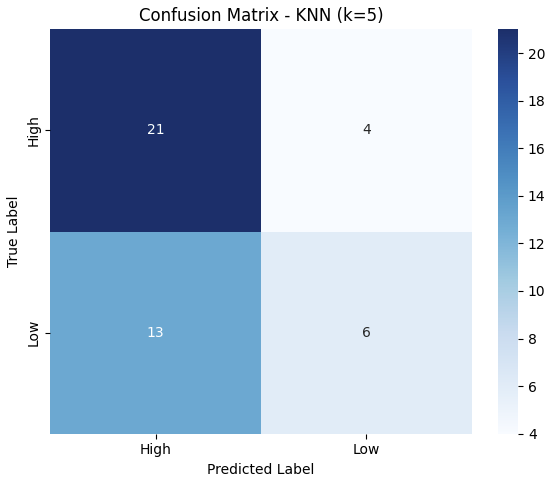 Confusion Matrix - KNN (k=5)
True Label
High
Low
21
4
13
6
High
Low
Predicted Label
20
18
16
14
12
10
8
6
4